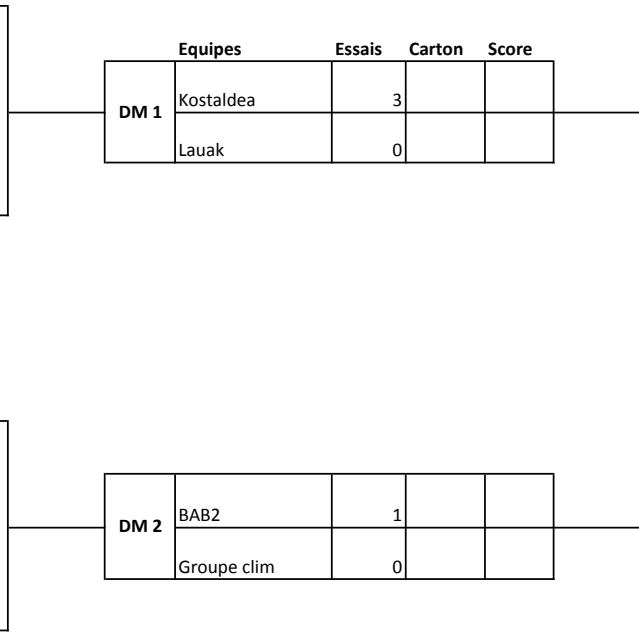 Equipes Essais Carton Score
DM 1
Kostaldea 3
Lauak 0
DM 2
BAB2 1
Groupe clim 0